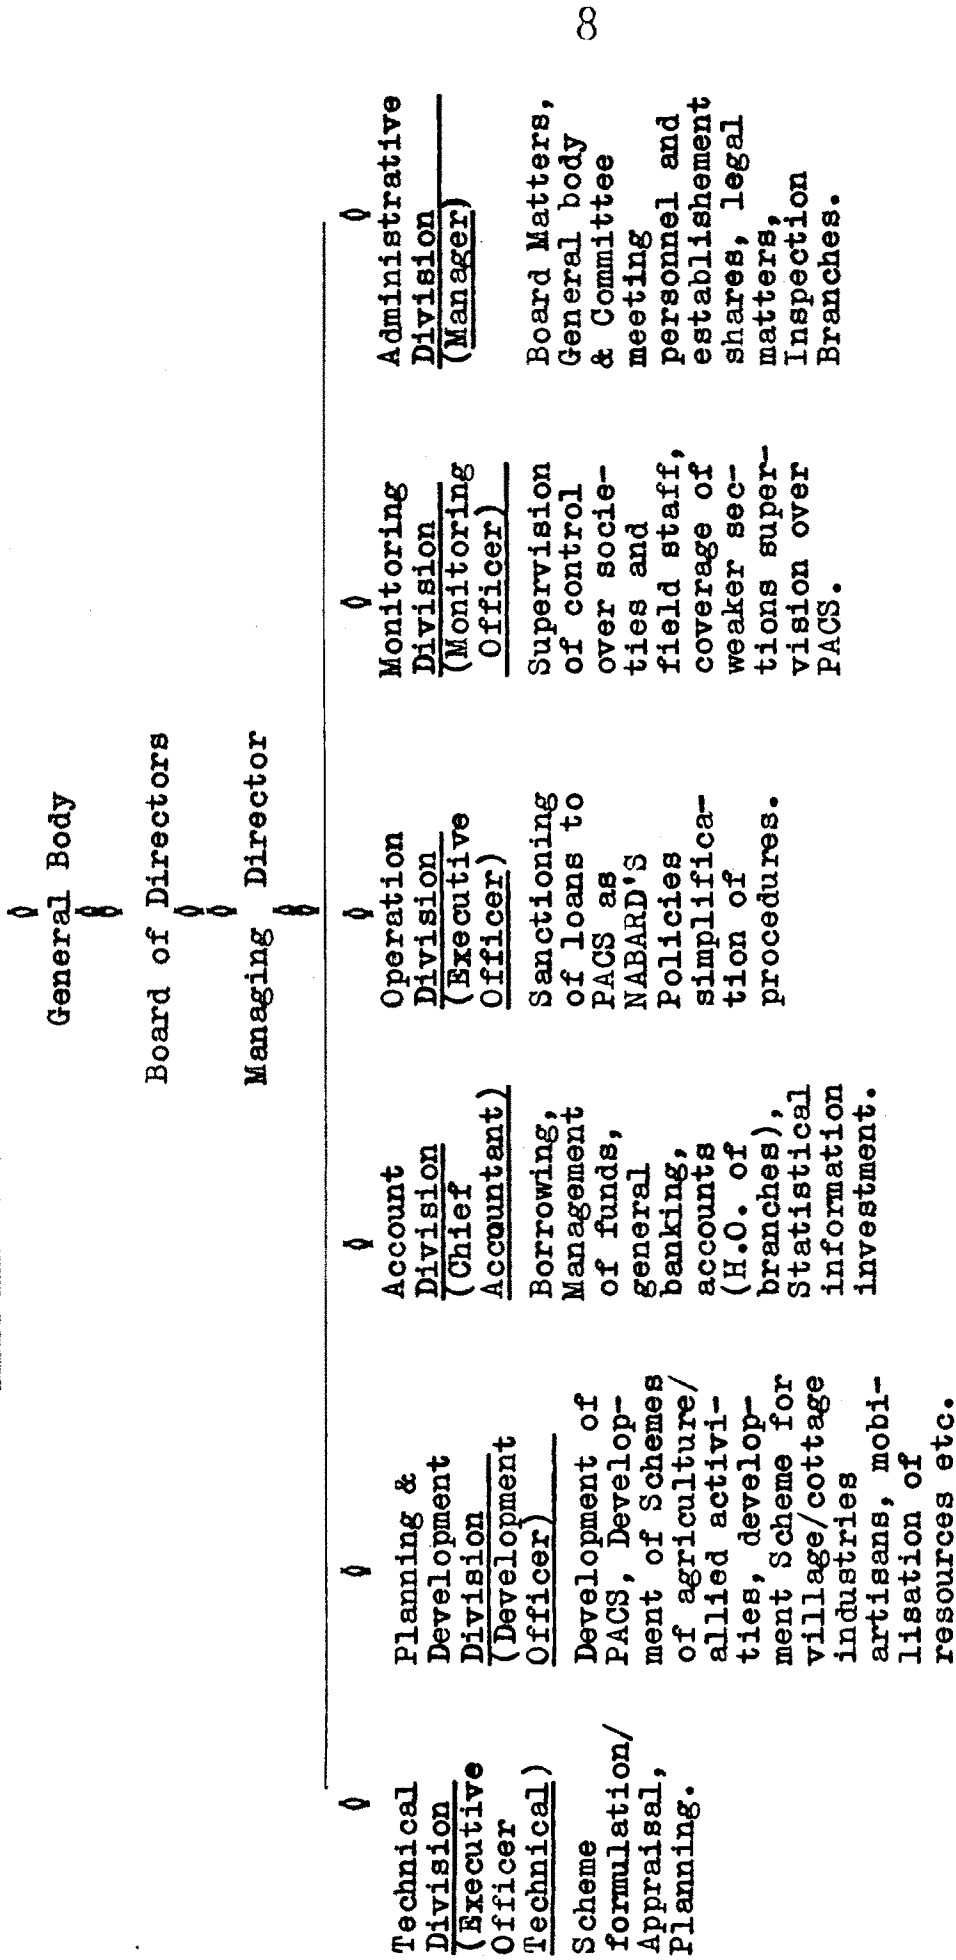 8
General Body
Board of Directors
Managing Director
Technical
Division
(Executive
Officer
Technical)
Scheme
formulation/
Appraisal,
Planning.
Planning &
Development
Division
(Development
Officer)
Development of
PACS, Develop-
ment of Schemes
of agriculture/
allied activi-
ties, develop-
ment Scheme for
village/cottage
industries
artisans, mobi-
lisation of
resources etc.
Account
Division
(Chief
Accountant)
Borrowing,
Management
of funds,
general
banking,
accounts
(H.O. of
branches),
Statistical
information
investment.
Operation
Division
(Executive
Officer)
Sanctioning
of loans to
PACS as
NABARD'S
Policies
simplifica-
tion of
procedures.
Monitoring
Division
(Monitoring
Officer)
Supervision
of control
over socie-
ties and
field staff,
coverage of
weaker sec-
tions super-
vision over
PACS.
Administrative
Division
(Manager)
Board Matters,
General body
& Committee
meeting
personnel and
establishement
shares, legal
matters,
Inspection
Branches.